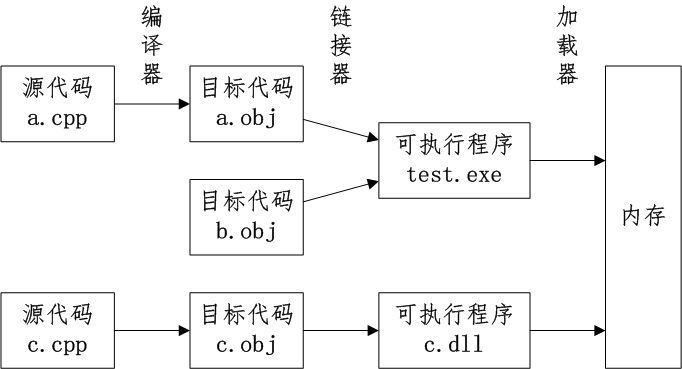 编译器
链接器
加载器
源代码
a.cpp
目标代码
a.obj
可执行程序
test.exe
目标代码
b.obj
内存
源代码
c.cpp
目标代码
c.obj
可执行程序
c.dll